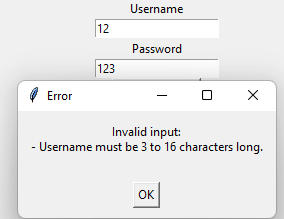 Username
12
Password
123
Error
Invalid input:
- Username must be 3 to 16 characters long.
OK